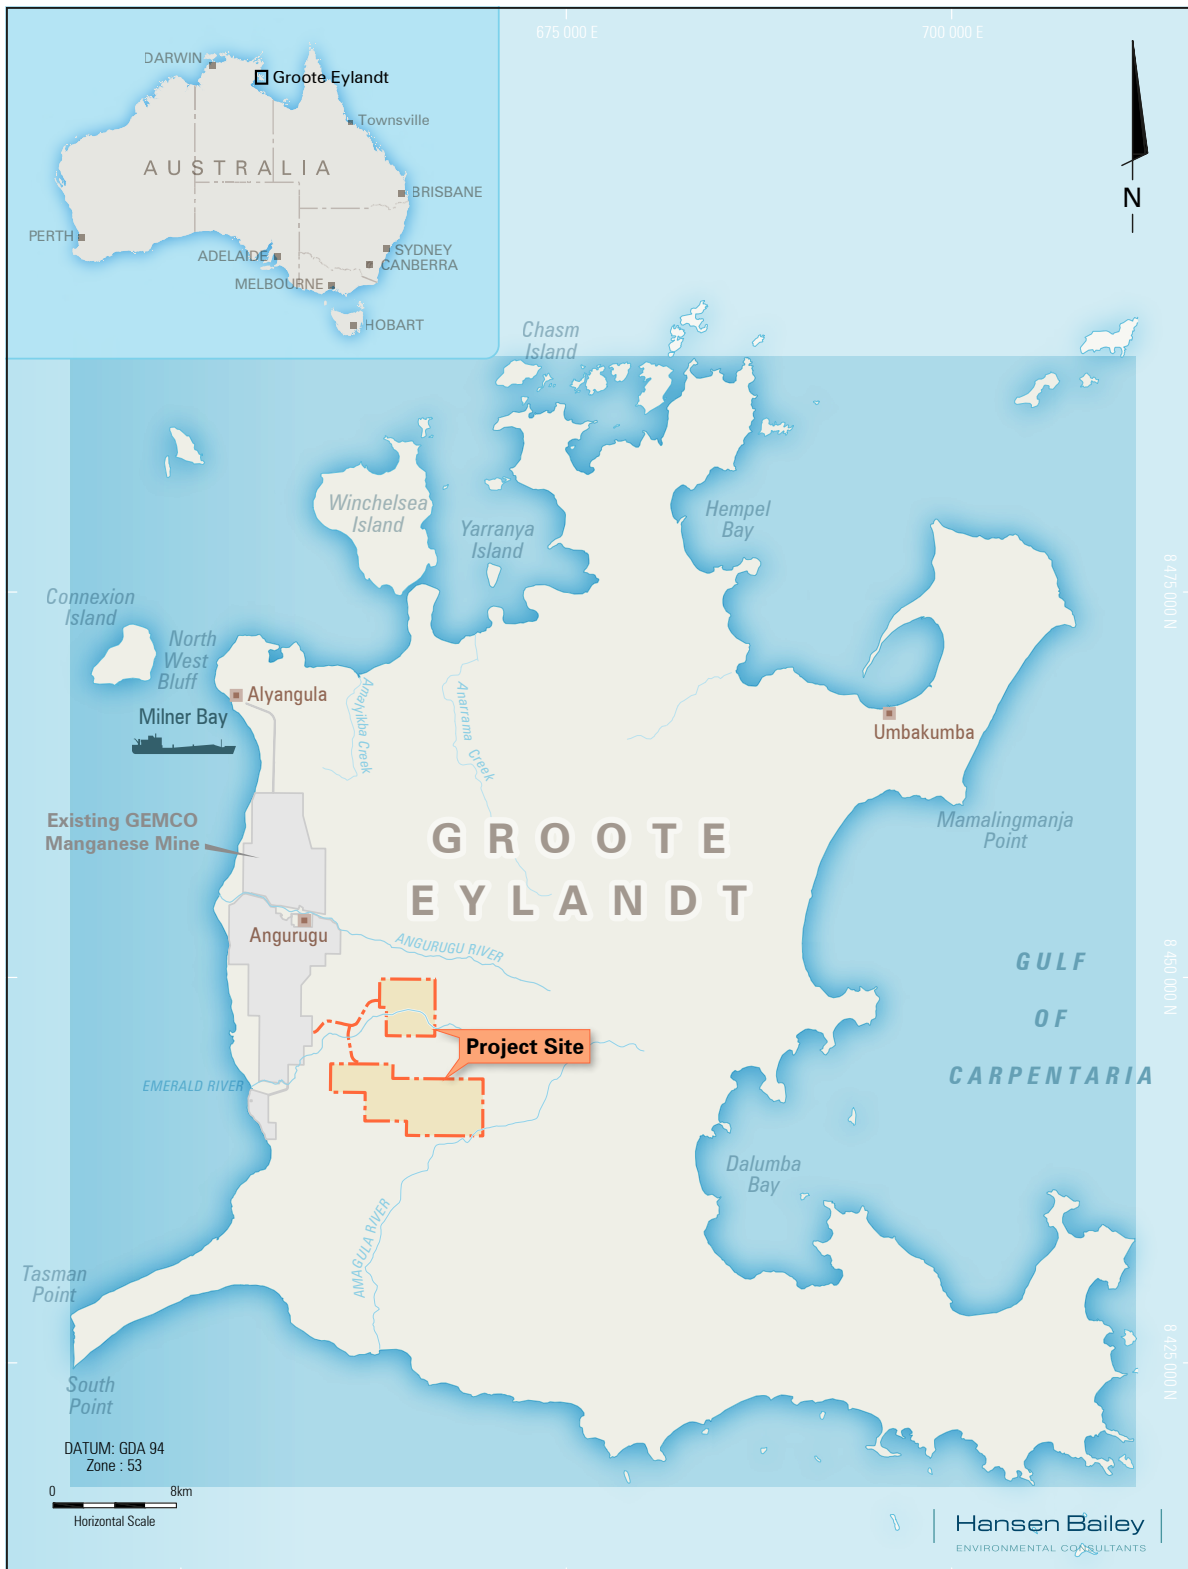 675 000 E
700 000 E
DARWIN
Groote Eylandt
Townsville
AUSTRALIA
BRISBANE
PERTH
ADELAIDE
SYDNEY
CANBERRA
MELBOURNE
HOBART
N
Chasm
Island
Winchelsea
Island
Yarranya
Island
Hempel
Bay
8 475 000 N
Connexion
Island
North
West
Bluff
Alyangula
Milner Bay
Amalyikba Creek
Anarrama Creek
Umbakumba
Existing GEMCO
Manganese Mine
GROOTE
EYLANDT
Mamalingmanja
Point
Angurugu
ANGURUGU RIVER
GULF
OF
CARPENTARIA
8 450 000 N
Project Site
EMERALD RIVER
Dalumba
Bay
AMAGULA RIVER
Tasman
Point
South
Point
8 425 000 N
DATUM: GDA 94
Zone : 53
0 8km
Horizontal Scale
Hansen Bailey
ENVIRONMENTAL CONSULTANTS